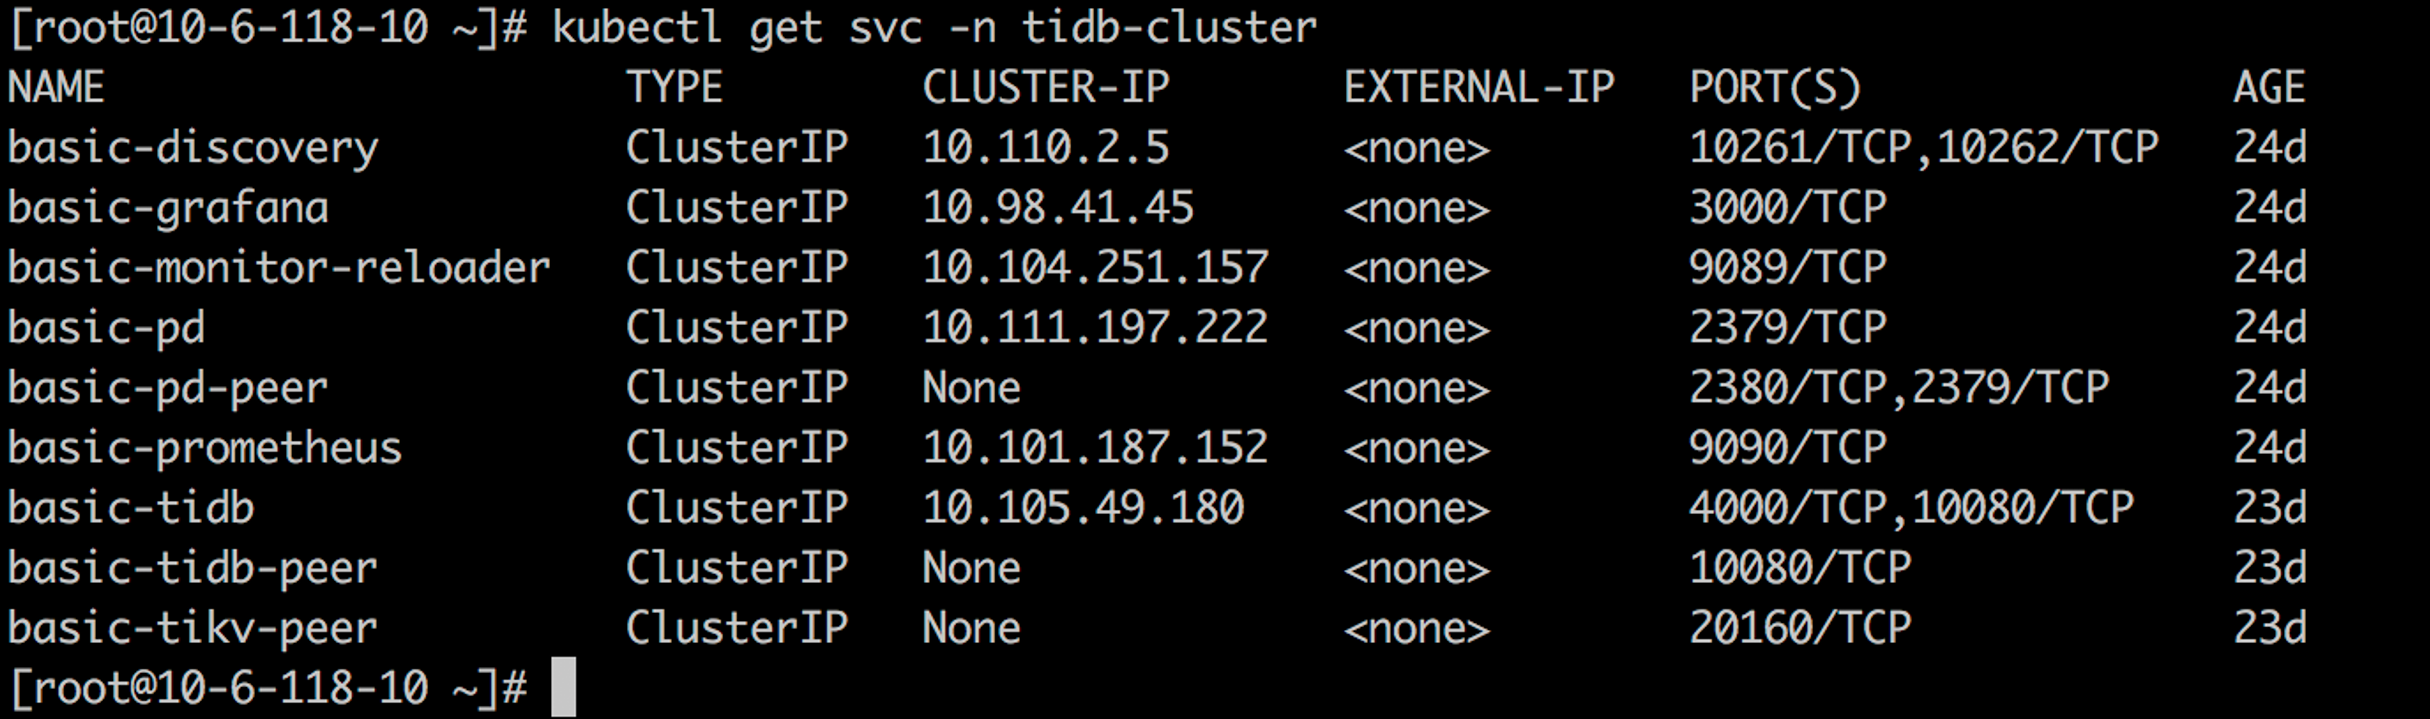 [root@10-6-118-10 ~]# kubectl get svc -n tidb-cluster
NAME TYPE CLUSTER-IP EXTERNAL-IP PORT(S) AGE
basic-discovery ClusterIP 10.110.2.5 <none> 10261/TCP,10262/TCP 24d
basic-grafana ClusterIP 10.98.41.45 <none> 3000/TCP 24d
basic-monitor-reloader ClusterIP 10.104.251.157 <none> 9089/TCP 24d
basic-pd ClusterIP 10.111.197.222 <none> 2379/TCP 24d
basic-pd-peer ClusterIP None <none> 2380/TCP,2379/TCP 24d
basic-prometheus ClusterIP 10.101.187.152 <none> 9090/TCP 24d
basic-tidb ClusterIP 10.105.49.180 <none> 4000/TCP,10080/TCP 23d
basic-tidb-peer ClusterIP None <none> 10080/TCP 23d
basic-tikv-peer ClusterIP None <none> 20160/TCP 23d
[root@10-6-118-10 ~]#